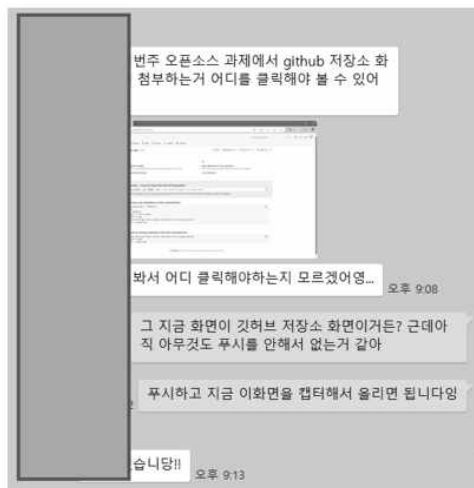 번주 오픈소스 과제에서 github 저장소 화
첨부하는거 어디를 클릭해야 볼 수 있어
봐서 어디 클릭해야하는지 모르겠어영...
오후 9:08
그 지금 화면이 깃허브 저장소 화면이거든? 근데아
직 아무것도 푸시를 안해서 없는거 같아
푸시하고 지금 이화면을 캡터해서 올리면 됩니다잉
습니당!!
오후 9:13